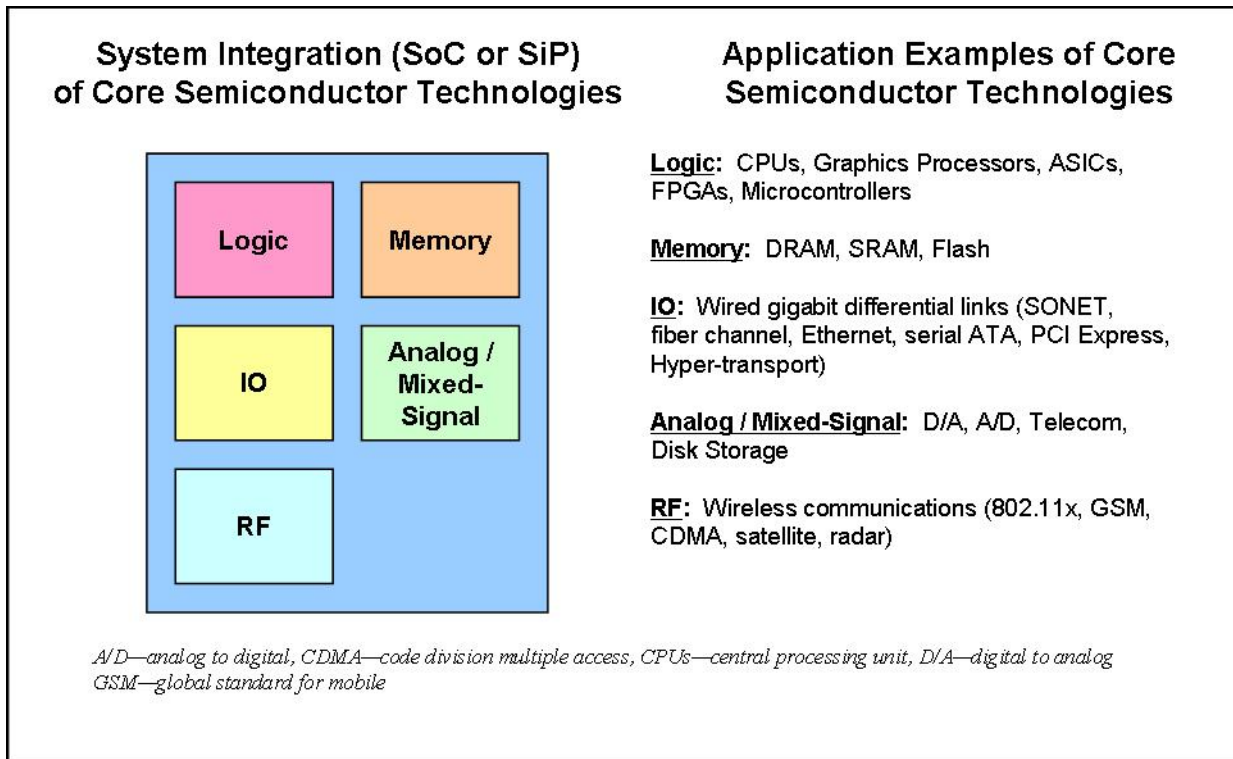 System Integration (SoC or SiP)
of Core Semiconductor Technologies
Logic
Memory
IO
Analog /
Mixed-
Signal
RF
Application Examples of Core
Semiconductor Technologies
Logic: CPUs, Graphics Processors, ASICs,
FPGAs, Microcontrollers
Memory: DRAM, SRAM, Flash
IO: Wired gigabit differential links (SONET,
fiber channel, Ethernet, serial ATA, PCI Express,
Hyper-transport)
Analog / Mixed-Signal: D/A, A/D, Telecom,
Disk Storage
RF: Wireless communications (802.11x, GSM,
CDMA, satellite, radar)
A/D—analog to digital, CDMA—code division multiple access, CPUs—central processing unit, D/A—digital to analog
GSM—global standard for mobile